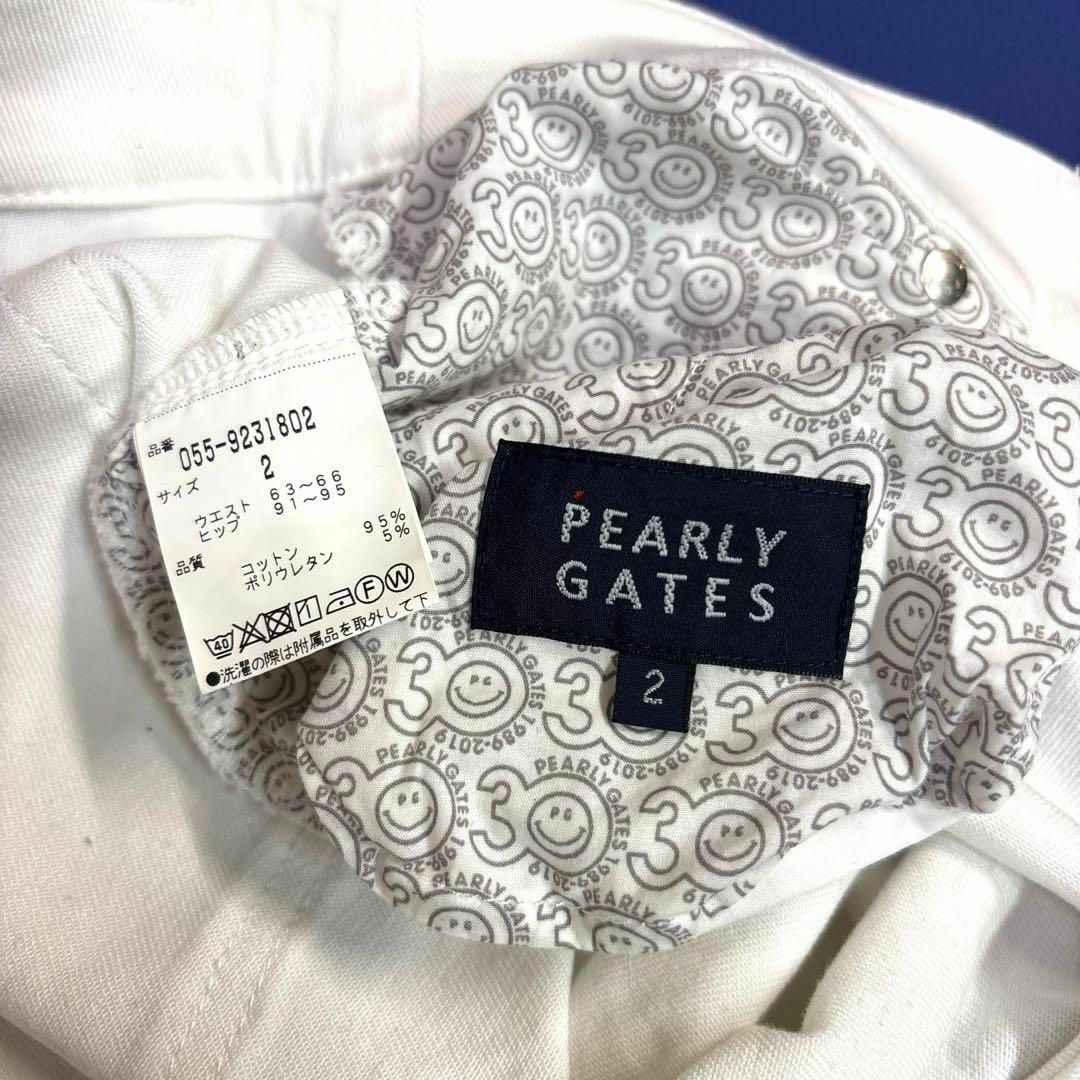 品番 055-9231802
サイズ 2
ウエスト 63～66
ヒップ 91～95
品質 コットン 95%
ポリウレタン 5%
40 F W
●洗濯の際は附属品を取外して下
PEARLY
GATES
2
30 PEARLY GATES 1989-2019
PG